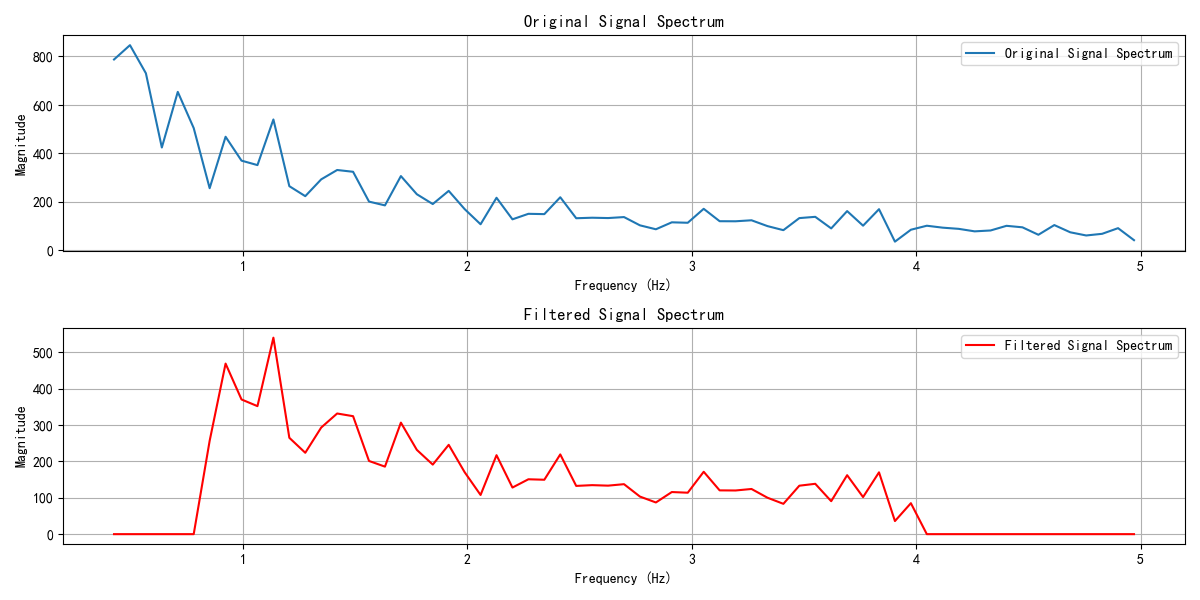 Original Signal Spectrum
Original Signal Spectrum
Magnitude
800
600
400
200
0
1 2 3 4 5
Frequency (Hz)
Filtered Signal Spectrum
Filtered Signal Spectrum
Magnitude
500
400
300
200
100
0
1 2 3 4 5
Frequency (Hz)